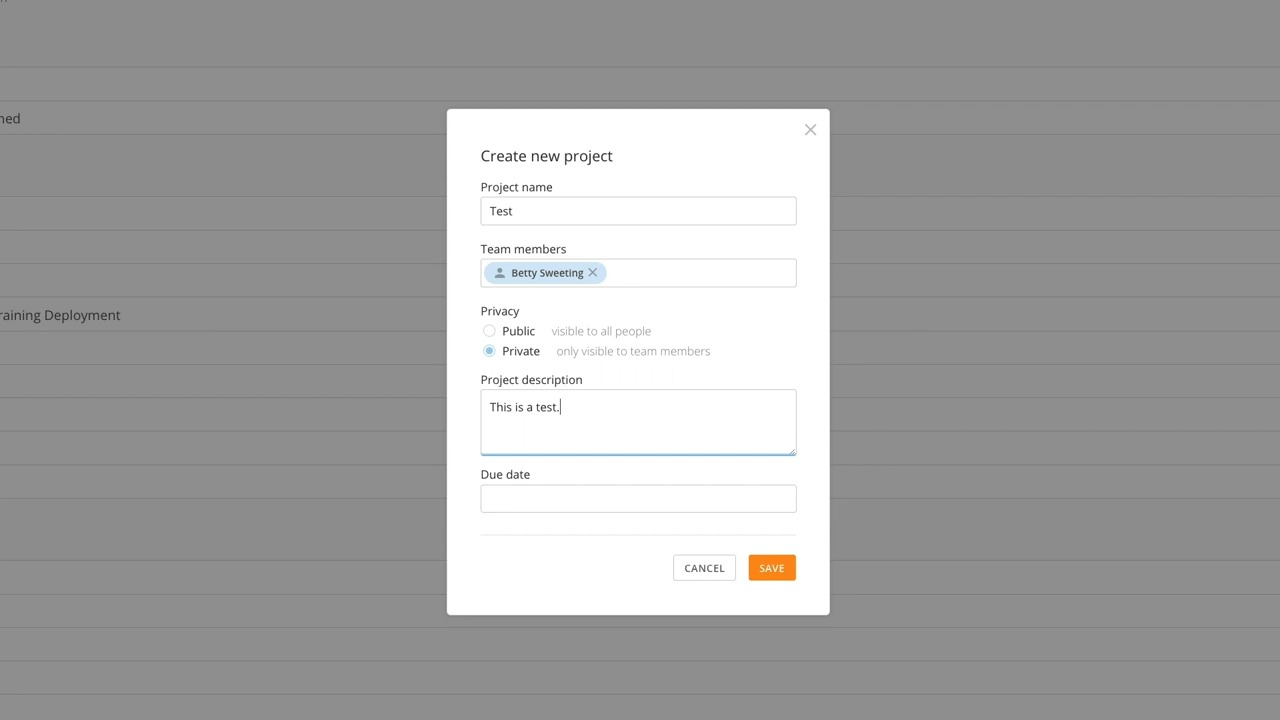 ned
raining Deployment
Create new project
Project name
Test
Team members
Betty Sweeting
Privacy
Public visible to all people
Private only visible to team members
Project description
This is a test.
Due date
CANCEL SAVE